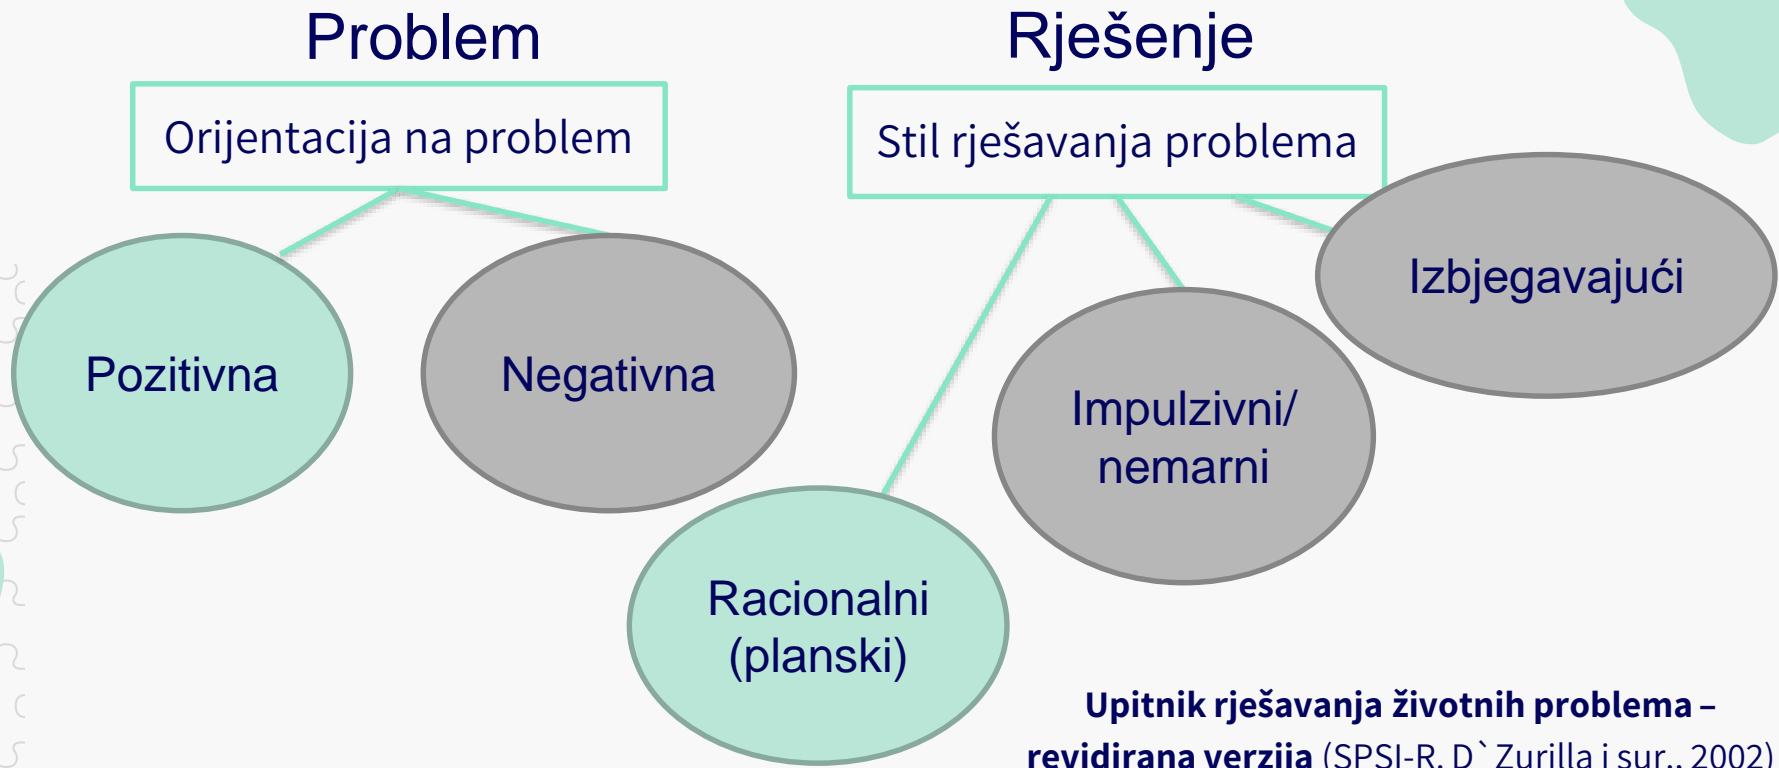 Problem
Orijentacija na problem
Pozitivna
Negativna
Rješenje
Stil rješavanja problema
Racionalni
(planski)
Impulzivni/
nemarni
Izbjegavajući
Upitnik rješavanja životnih problema –
revidirana verzija (SPSI-R, D`Zurilla i sur., 2002)